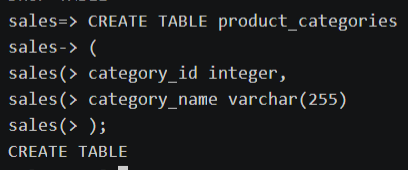 sales=> CREATE TABLE product_categories
sales-> (
sales(> category_id integer,
sales(> category_name varchar(255)
sales(> );
CREATE TABLE